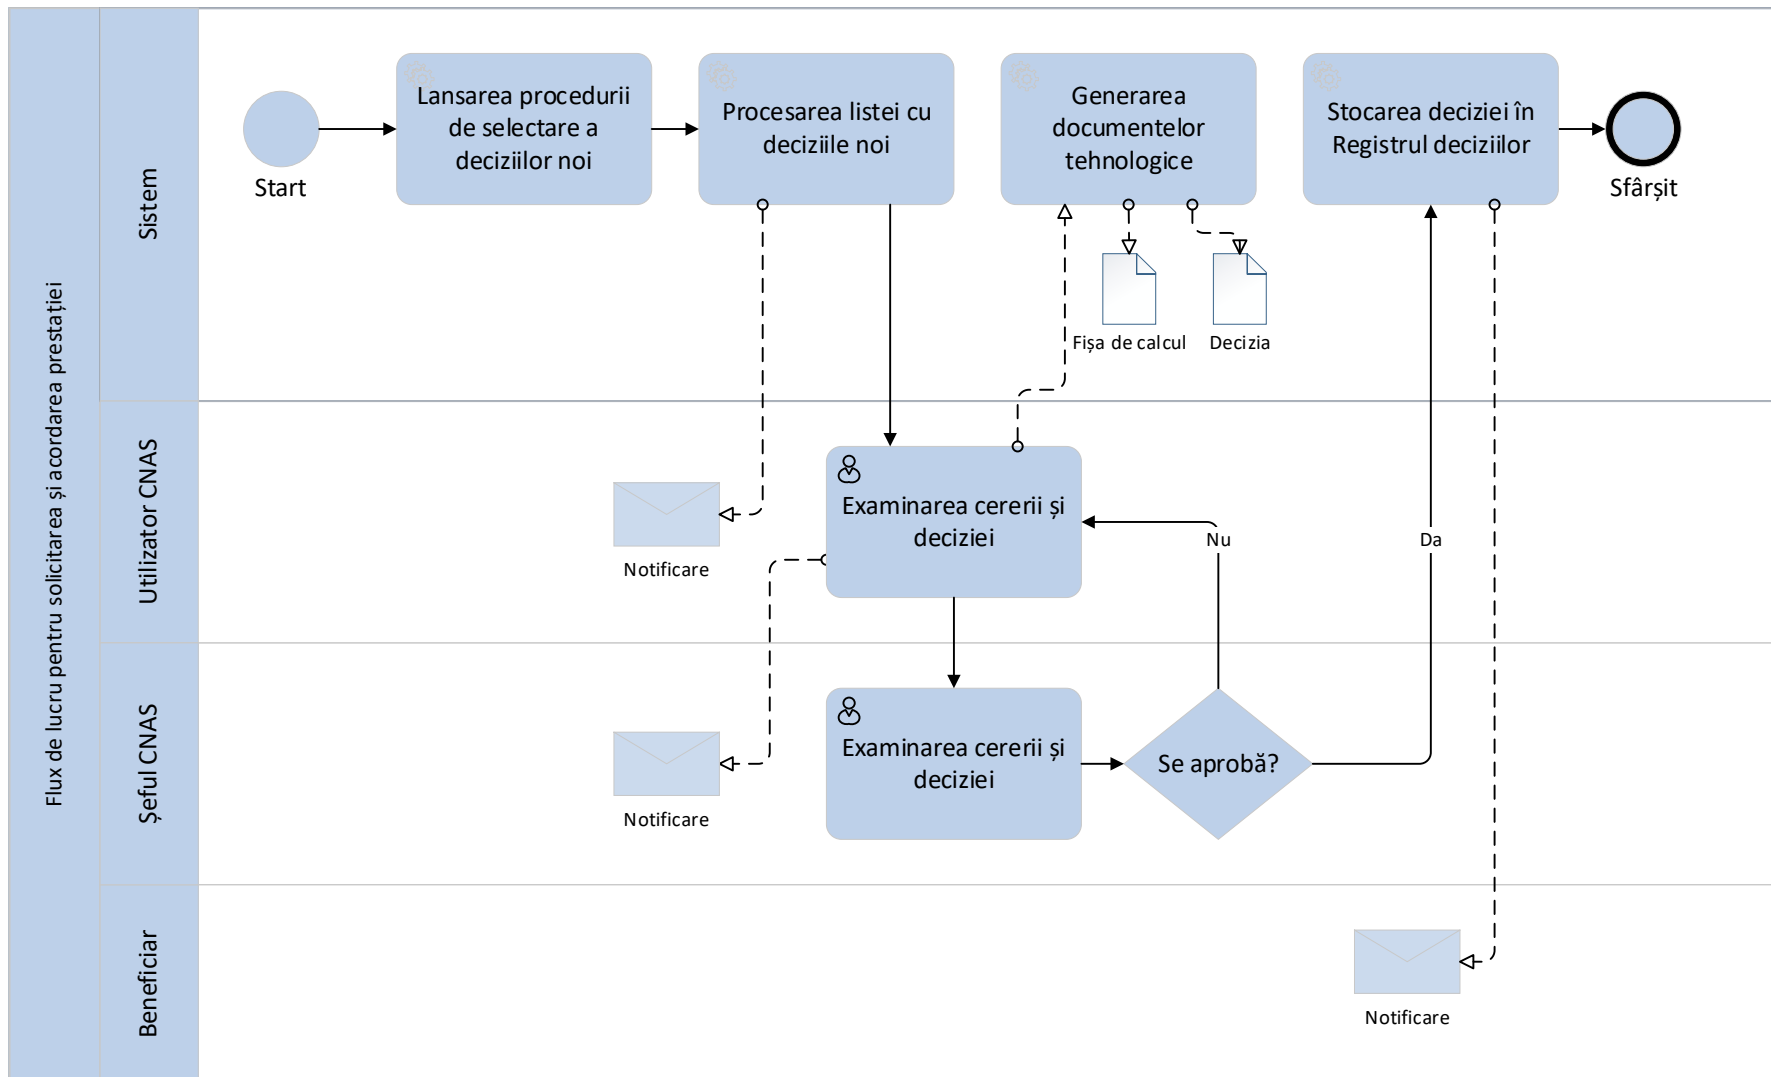 Flux de lucru pentru solicitarea și acordarea prestației
Sistem
Start
Lansarea procedurii
de selectare a
deciziilor noi
Procesarea listei cu
deciziile noi
Generarea
documentelor
tehnologice
Stocarea deciziei în
Registrul deciziilor
Sfârșit
Fișa de calcul
Decizia
Utilizator CNAS
Notificare
Examinarea cererii și
deciziei
Nu
Da
Șeful CNAS
Notificare
Examinarea cererii și
deciziei
Se aprobă?
Beneficiar
Notificare